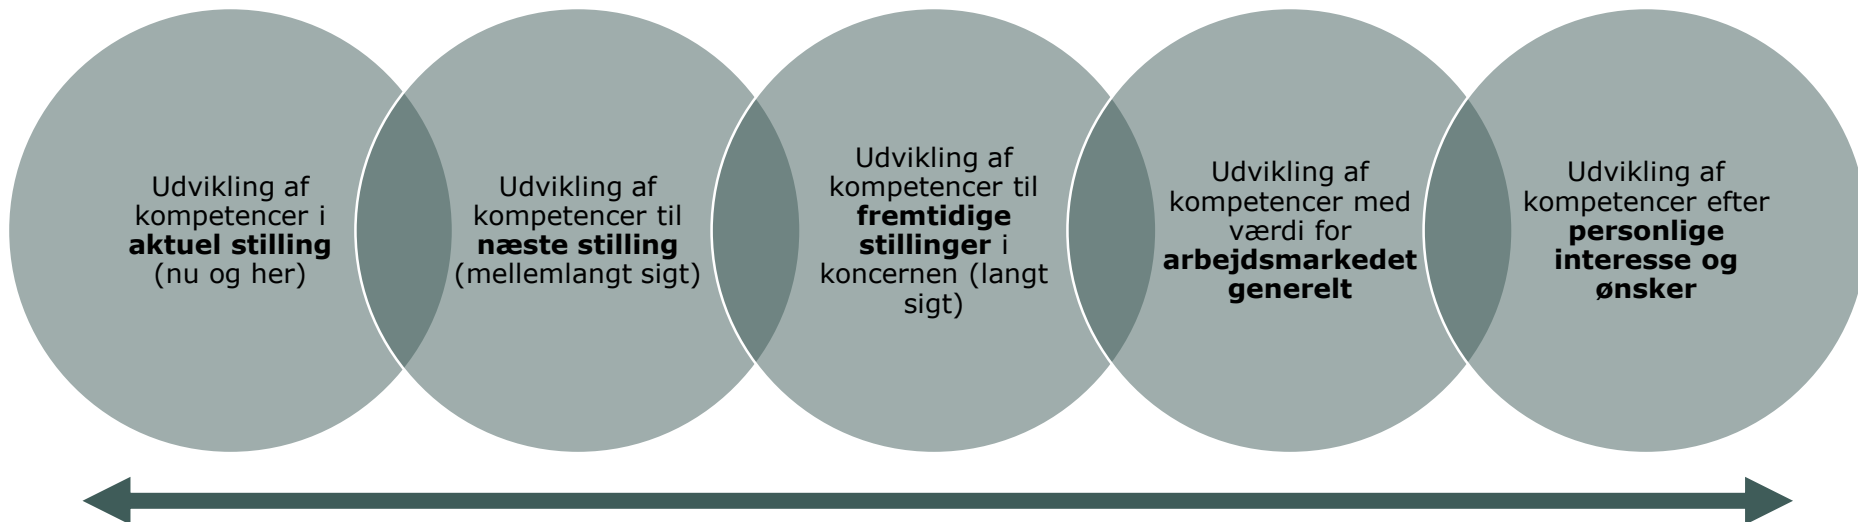 Udvikling af
kompetencer i
aktuel stilling
(nu og her)
Udvikling af
kompetencer til
næste stilling
(mellemlangt sigt)
Udvikling af
kompetencer til
fremtidige
stillinger i
koncernen (langt
sigt)
Udvikling af
kompetencer med
værdi for
arbejdsmarkedet
generelt
Udvikling af
kompetencer efter
personlige
interesse og
ønsker